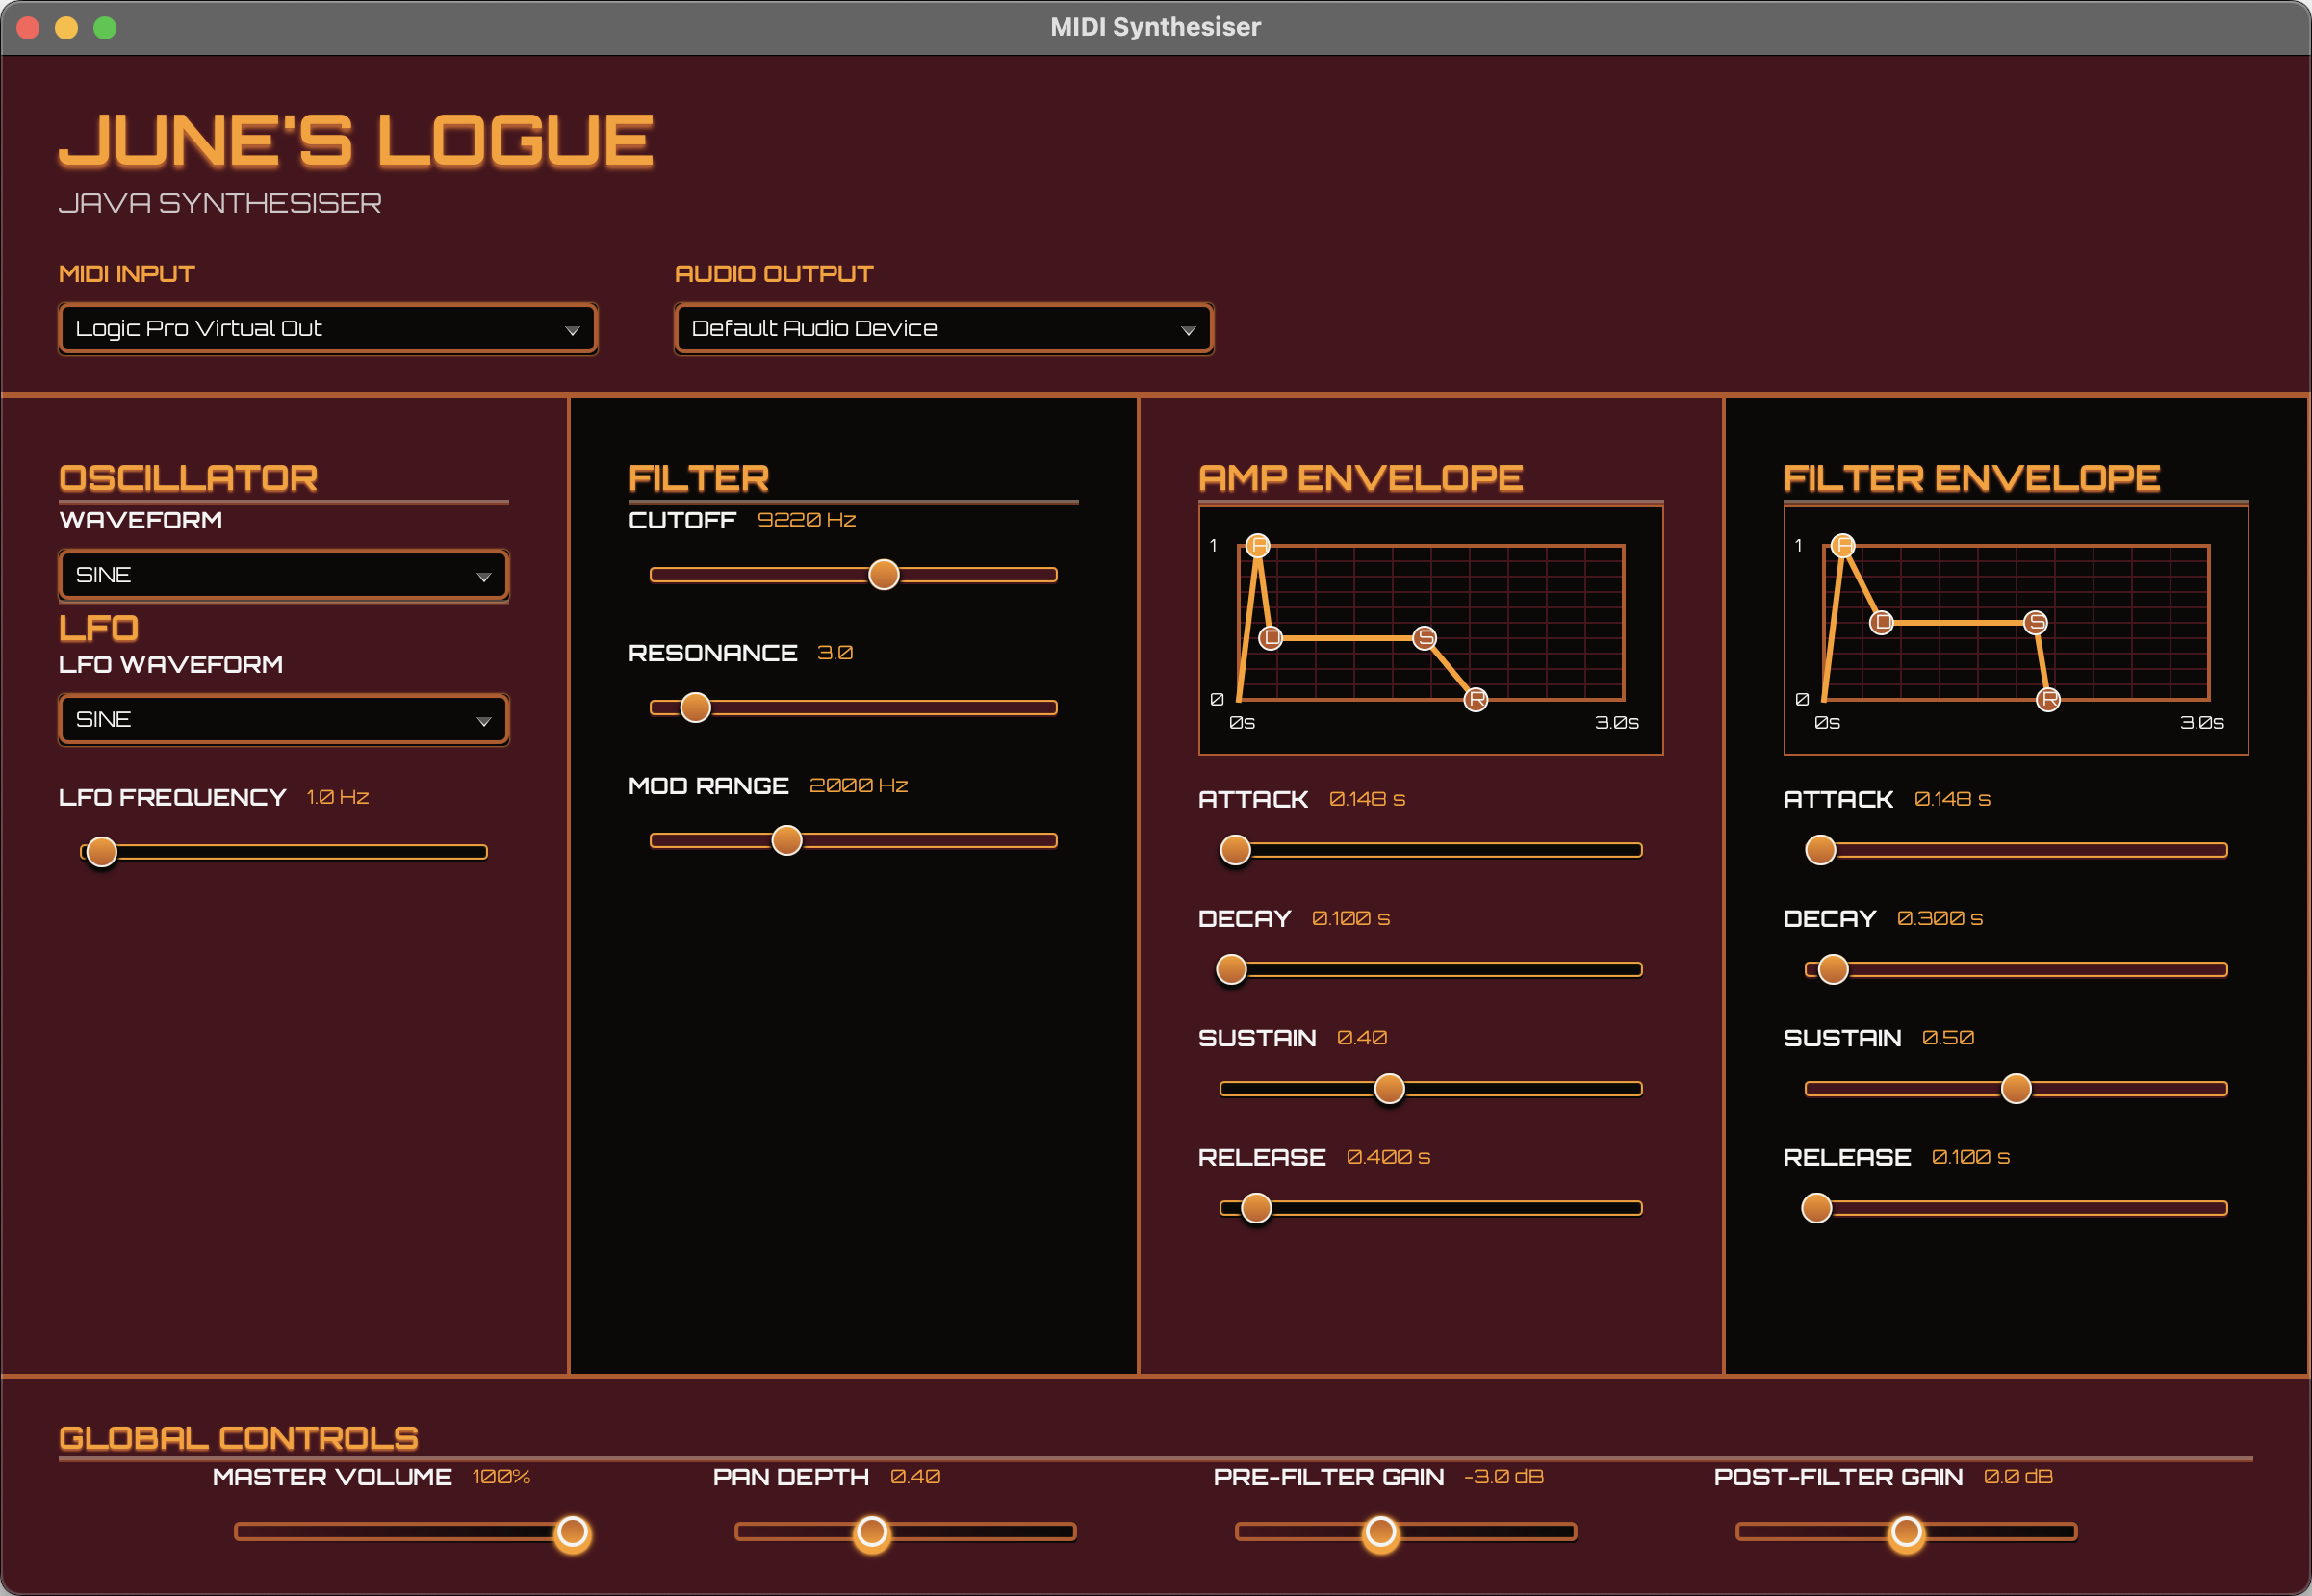 MIDI Synthesiser
JUNE'S LOGUE
JAVA SYNTHESISER
MIDI INPUT
Logic Pro Virtual Out
AUDIO OUTPUT
Default Audio Device
OSCILLATOR
WAVEFORM
SINE
LFO
LFO WAVEFORM
SINE
LFO FREQUENCY 1.0 Hz
FILTER
CUTOFF 9220 Hz
RESONANCE 3.0
MOD RANGE 2000 Hz
AMP ENVELOPE
1
A
D
S
0
R
0s
3.0s
ATTACK 0.148 s
DECAY 0.100 s
SUSTAIN 0.40
RELEASE 0.400 s
FILTER ENVELOPE
1
A
D
S
0
R
0s
3.0s
ATTACK 0.148 s
DECAY 0.300 s
SUSTAIN 0.50
RELEASE 0.100 s
GLOBAL CONTROLS
MASTER VOLUME 100%
PAN DEPTH 0.40
PRE-FILTER GAIN -3.0 dB
POST-FILTER GAIN 0.0 dB